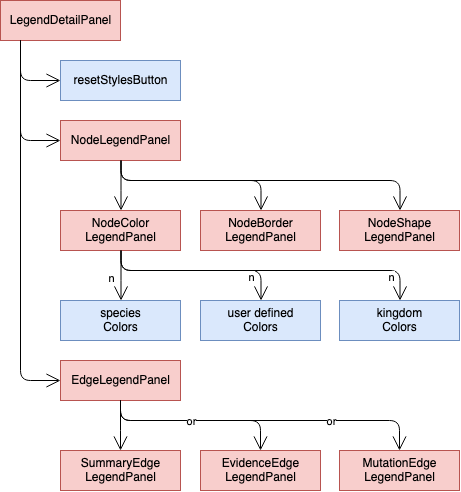 LegendDetailPanel
resetStylesButton
NodeLegendPanel
NodeColor
LegendPanel
NodeBorder
LegendPanel
NodeShape
LegendPanel
n
n
n
species
Colors
user defined
Colors
kingdom
Colors
EdgeLegendPanel
or
or
SummaryEdge
LegendPanel
EvidenceEdge
LegendPanel
MutationEdge
LegendPanel